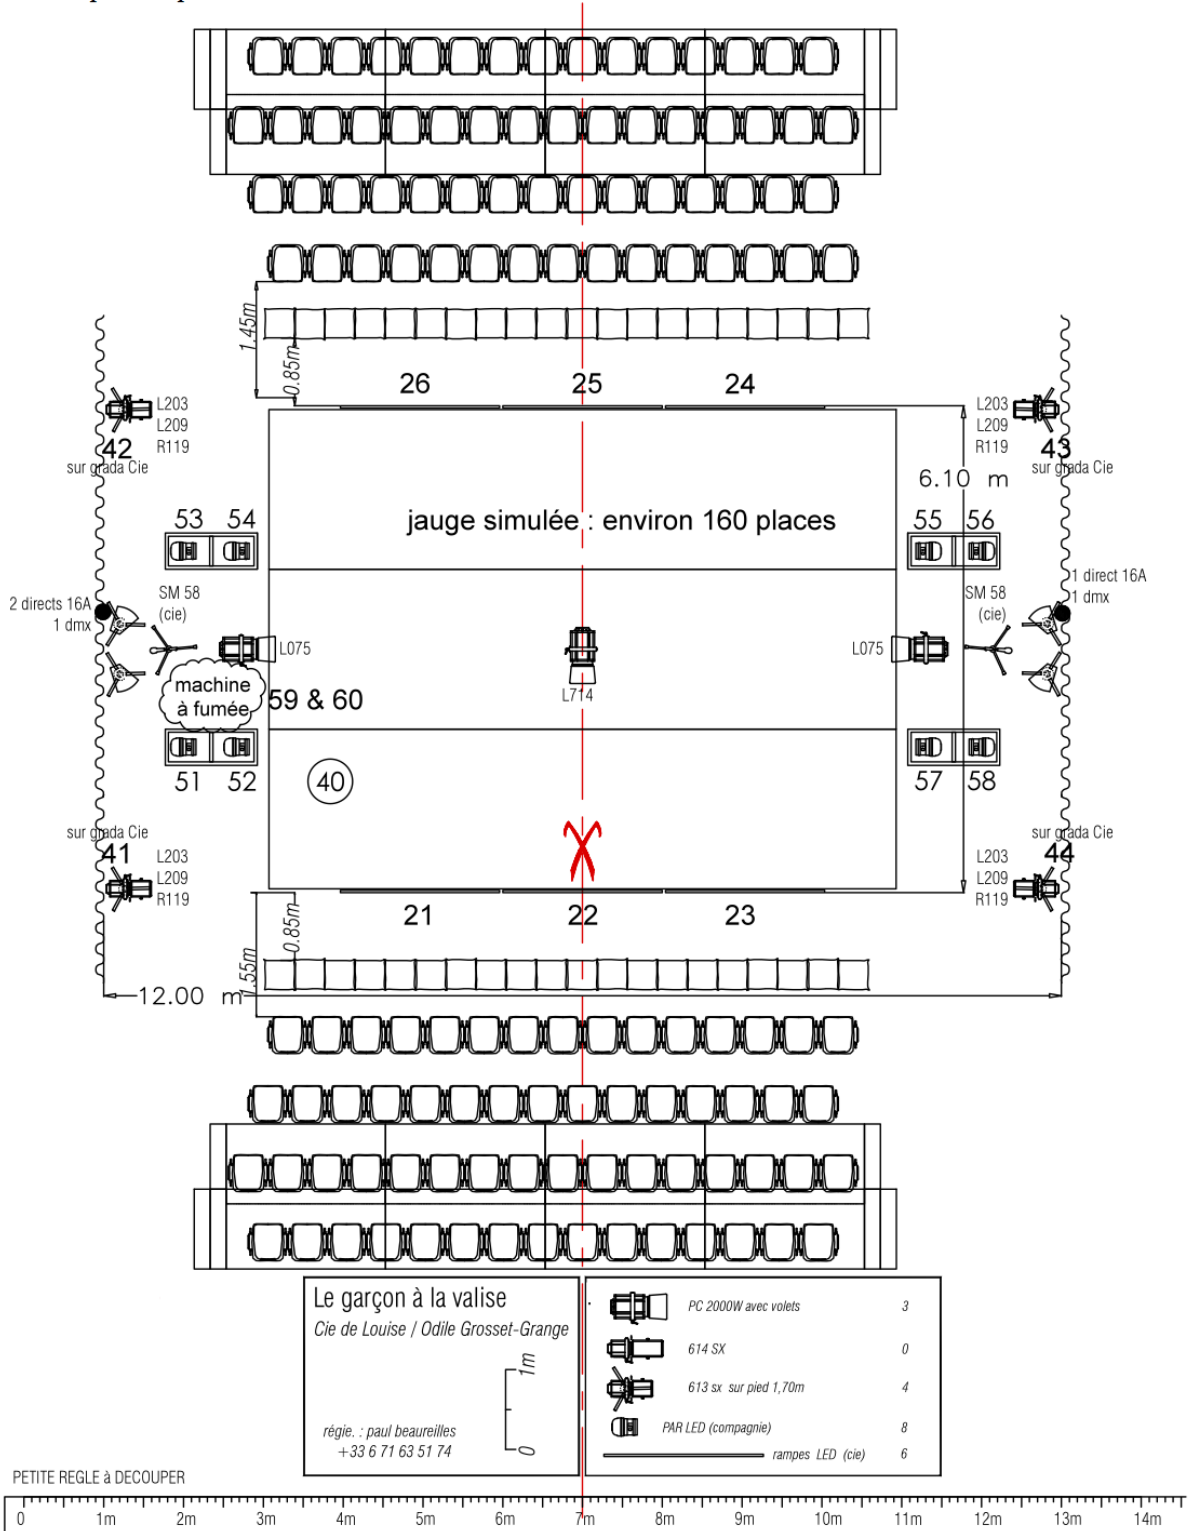 1.45m
0.85m
26
25
24
L203
L209
R119
42
sur grada Cie
L203
L209
R119
43
sur grada Cie
6.10 m
53
54
jauge simulée : environ 160 places
55
56
2 directs 16A
1 dmx
SM 58
(cie)
SM 58
(cie)
1 direct 16A
1 dmx
L075
L714
L075
machine
à fumée
59 & 60
51
52
40
57
58
sur grada Cie
41
L203
L209
R119
sur grada Cie
44
L203
L209
R119
21
22
23
0.85m
.55m
12.00 m
Le garçon à la valise
Cie de Louise / Odile Grosset-Grange
1m
0
régie. : paul beaureilles
+33 6 71 63 51 74
PC 2000W avec volets 3
614 SX 0
613 sx sur pied 1,70m 4
PAR LED (compagnie) 8
rampes LED (cie) 6
PETITE REGLE à DECOUPER
0 1m 2m 3m 4m 5m 6m 7m 8m 9m 10m 11m 12m 13m 14m